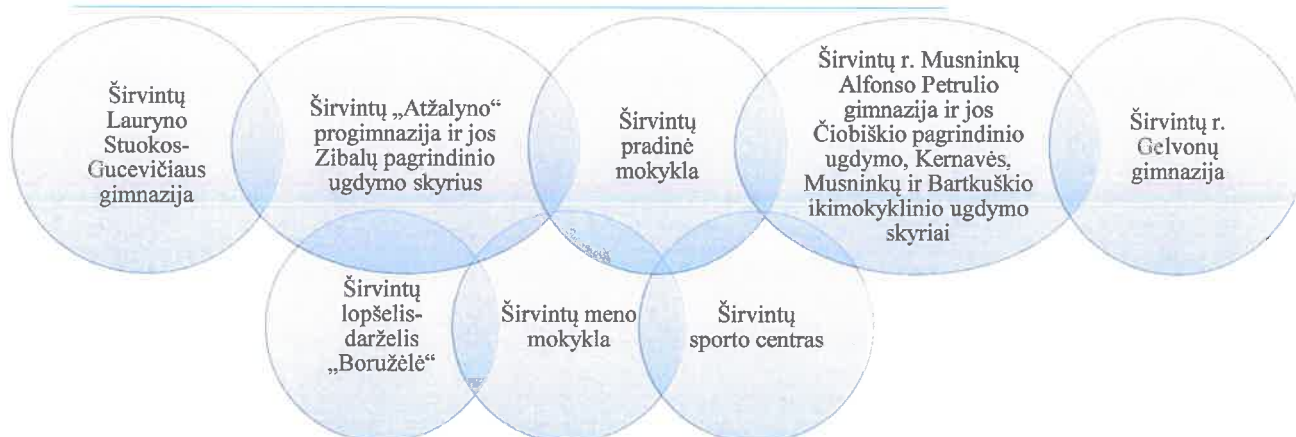 Širvintų
Lauryno
Stuokos-
Gucevičiaus
gimnazija
Širvintų „Atžalyno“
progimnazija ir jos
Zibalų pagrindinio
ugdymo skyrius
Širvintų
pradinė
mokykla
Širvintų r. Musninkų
Alfonso Petrulio
gimnazija ir jos
Čiobiškio pagrindinio
ugdymo, Kernavės,
Musninkų ir Bartkuškio
ikimokyklinio ugdymo
skyriai
Širvintų r.
Gelvonų
gimnazija
Širvintų
lopšelis-
darželis
„Boružėlė“
Širvintų meno
mokykla
Širvintų
sporto centras